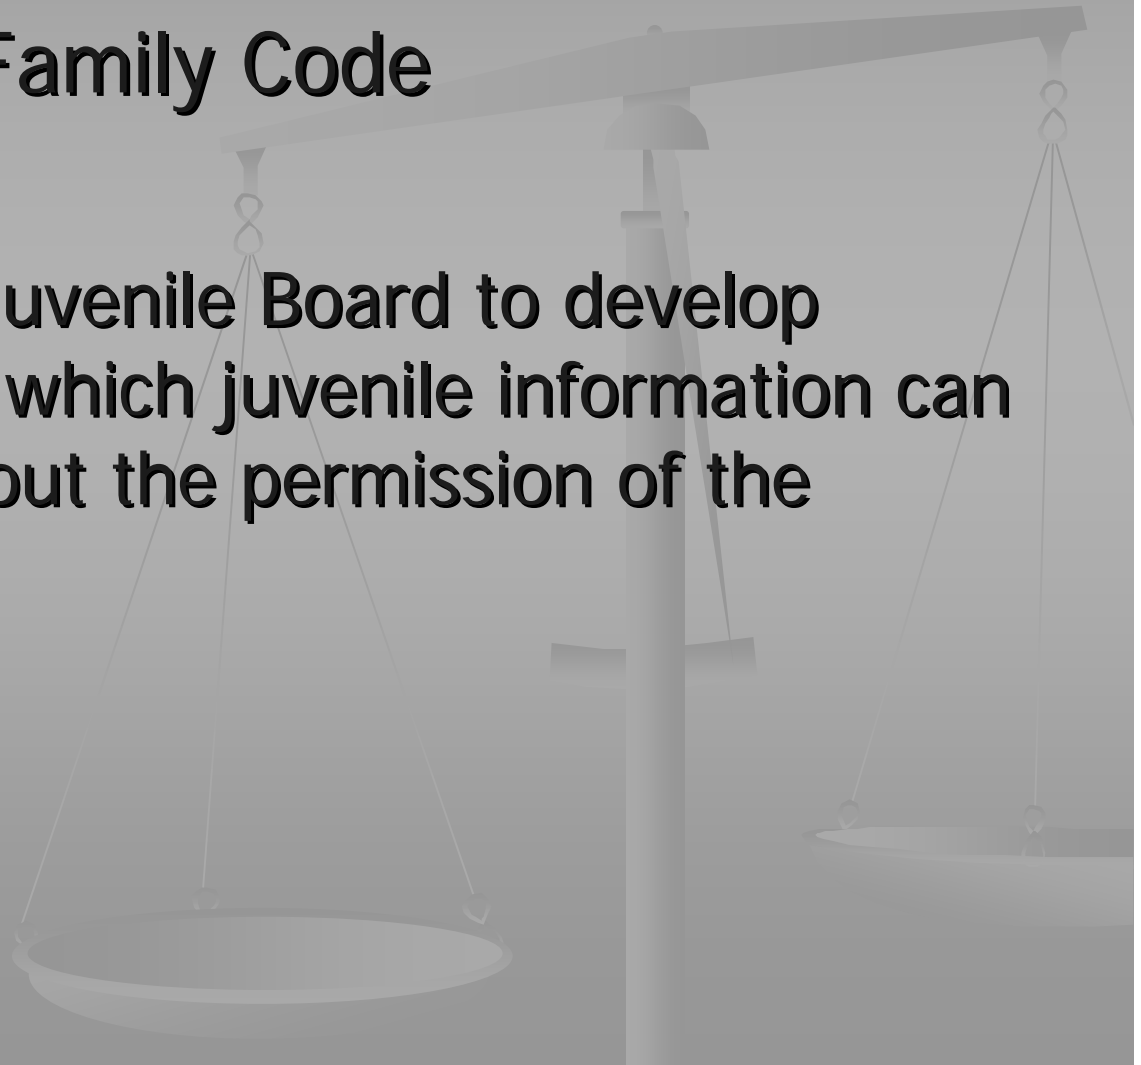 Family Code
uvenile Board to develop
which juvenile information can
out the permission of the